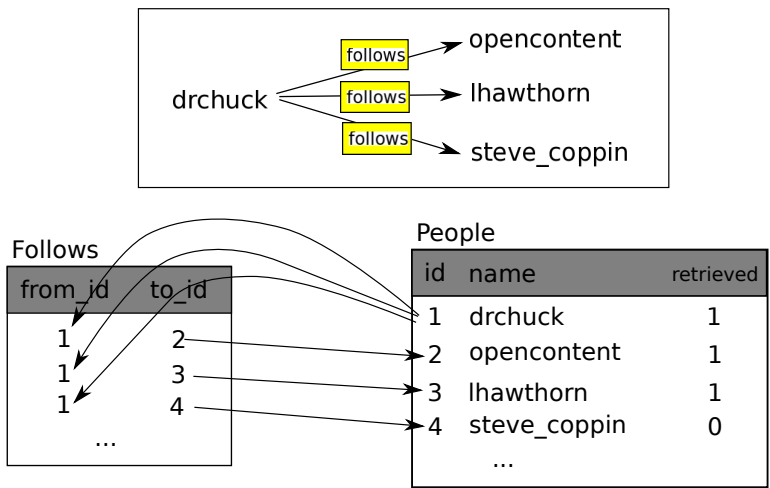 follows opencontent
drchuck follows lhawthorn
follows steve_coppin
Follows
from_id to_id
1 2
1 3
1 4
...
People
id name retrieved
1 drchuck 1
2 opencontent 1
3 lhawthorn 1
4 steve_coppin 0
...